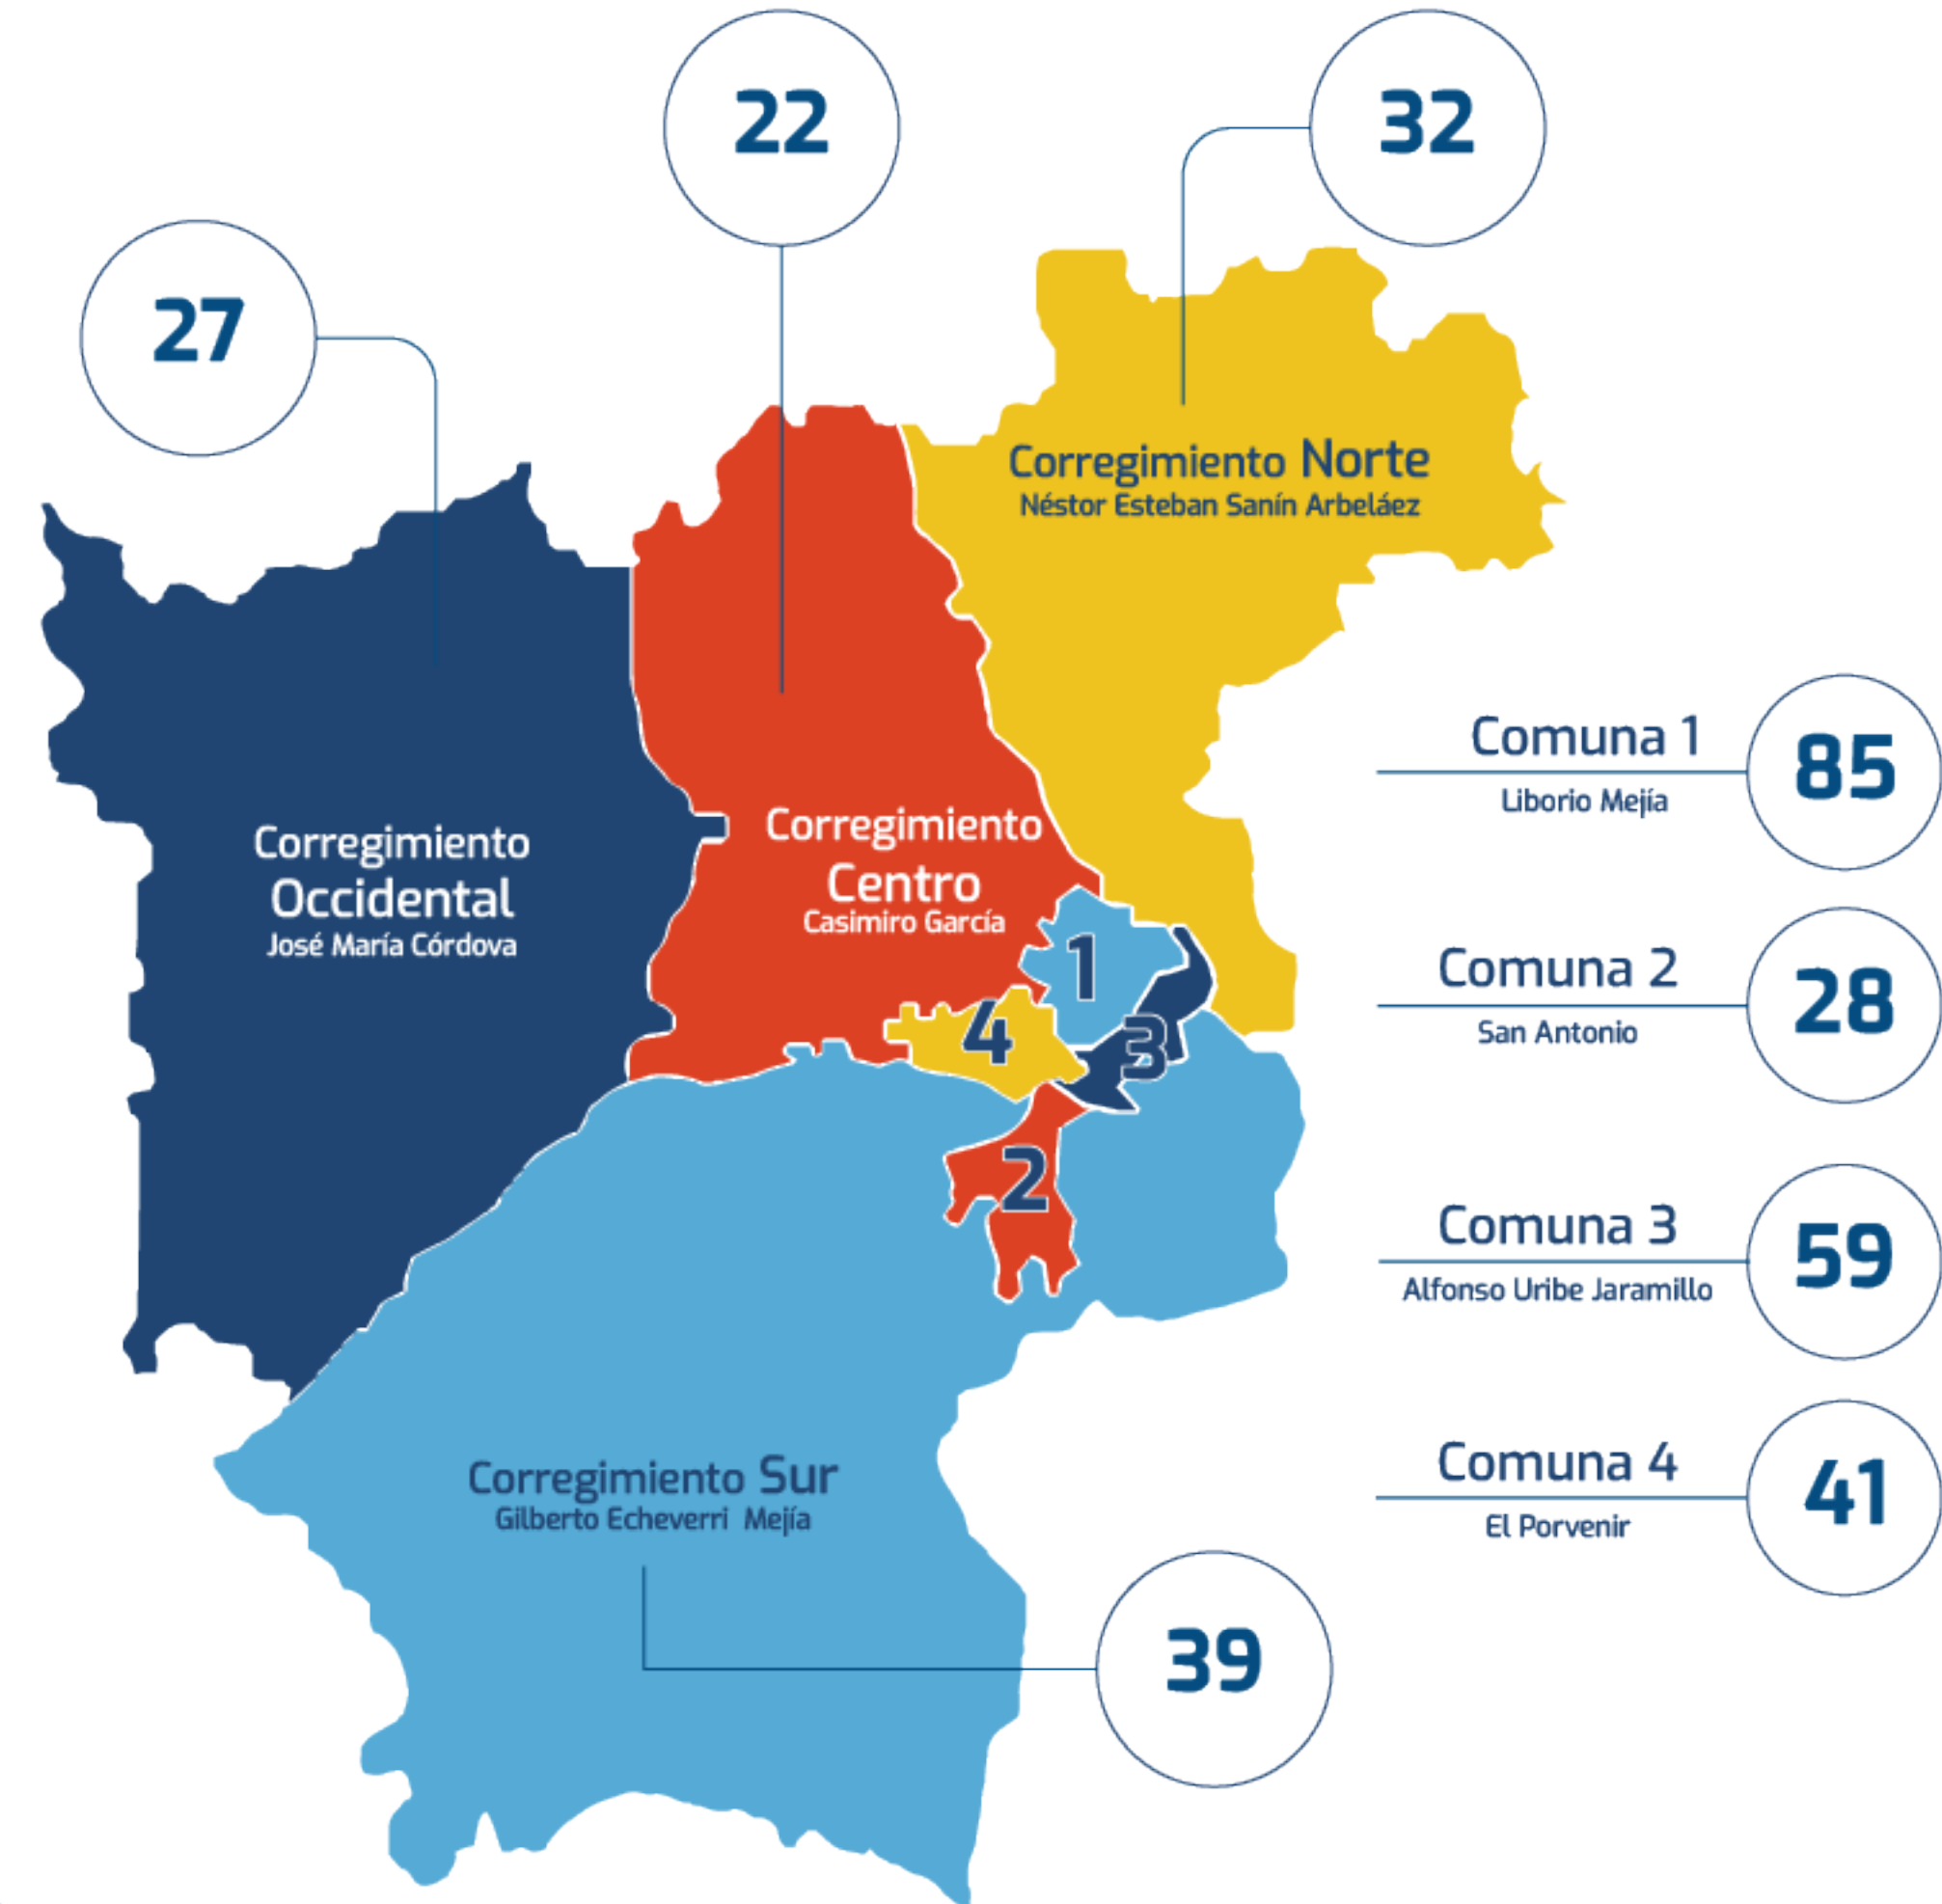 22
32
27
Corregimiento Norte
Néstor Esteban Sanín Arbeláez
Corregimiento
Occidental
José María Córdova
Corregimiento
Centro
Casimiro García
1
4
3
2
Comuna 1
85
Liborio Mejía
Comuna 2
28
San Antonio
Comuna 3
59
Alfonso Uribe Jaramillo
Comuna 4
41
El Porvenir
Corregimiento Sur
Gilberto Echeverri Mejía
39